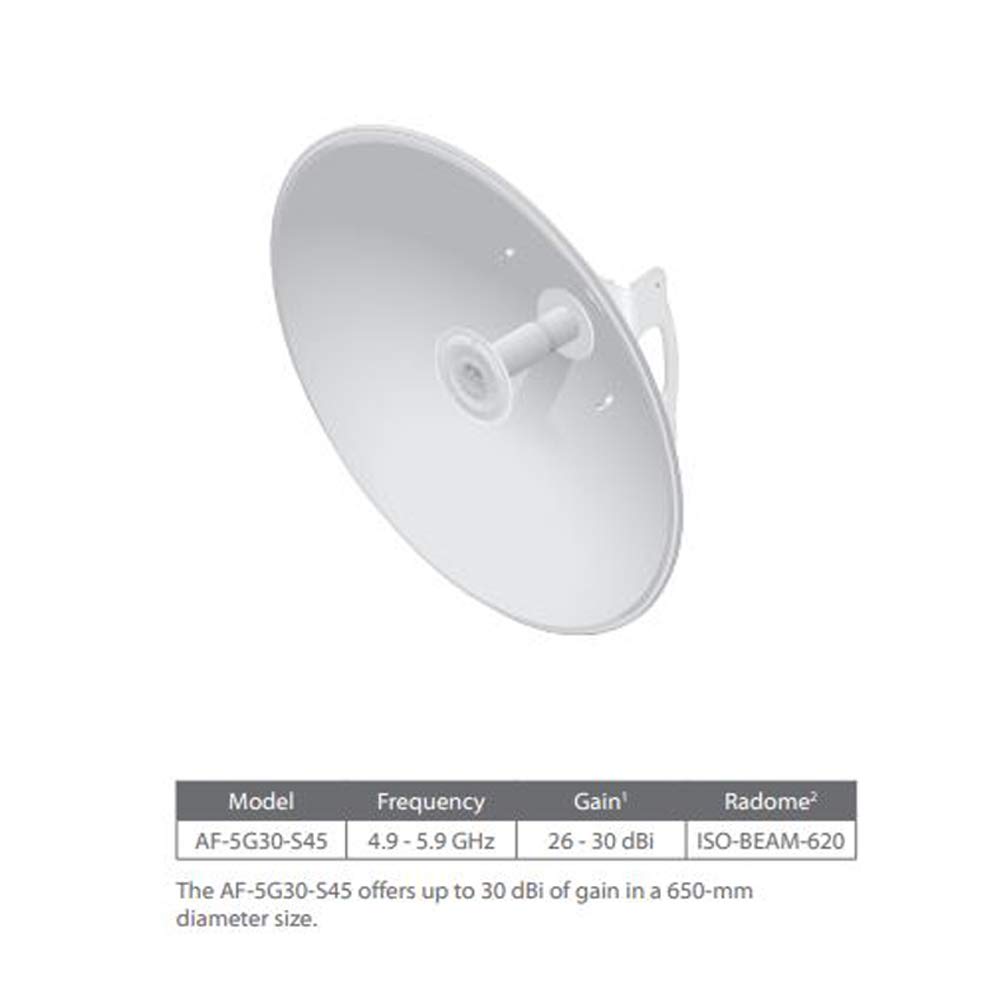 Model Frequency Gain¹ Radome²
AF-5G30-S45 4.9 - 5.9 GHz 26 - 30 dBi ISO-BEAM-620
The AF-5G30-S45 offers up to 30 dBi of gain in a 650-mm
diameter size.